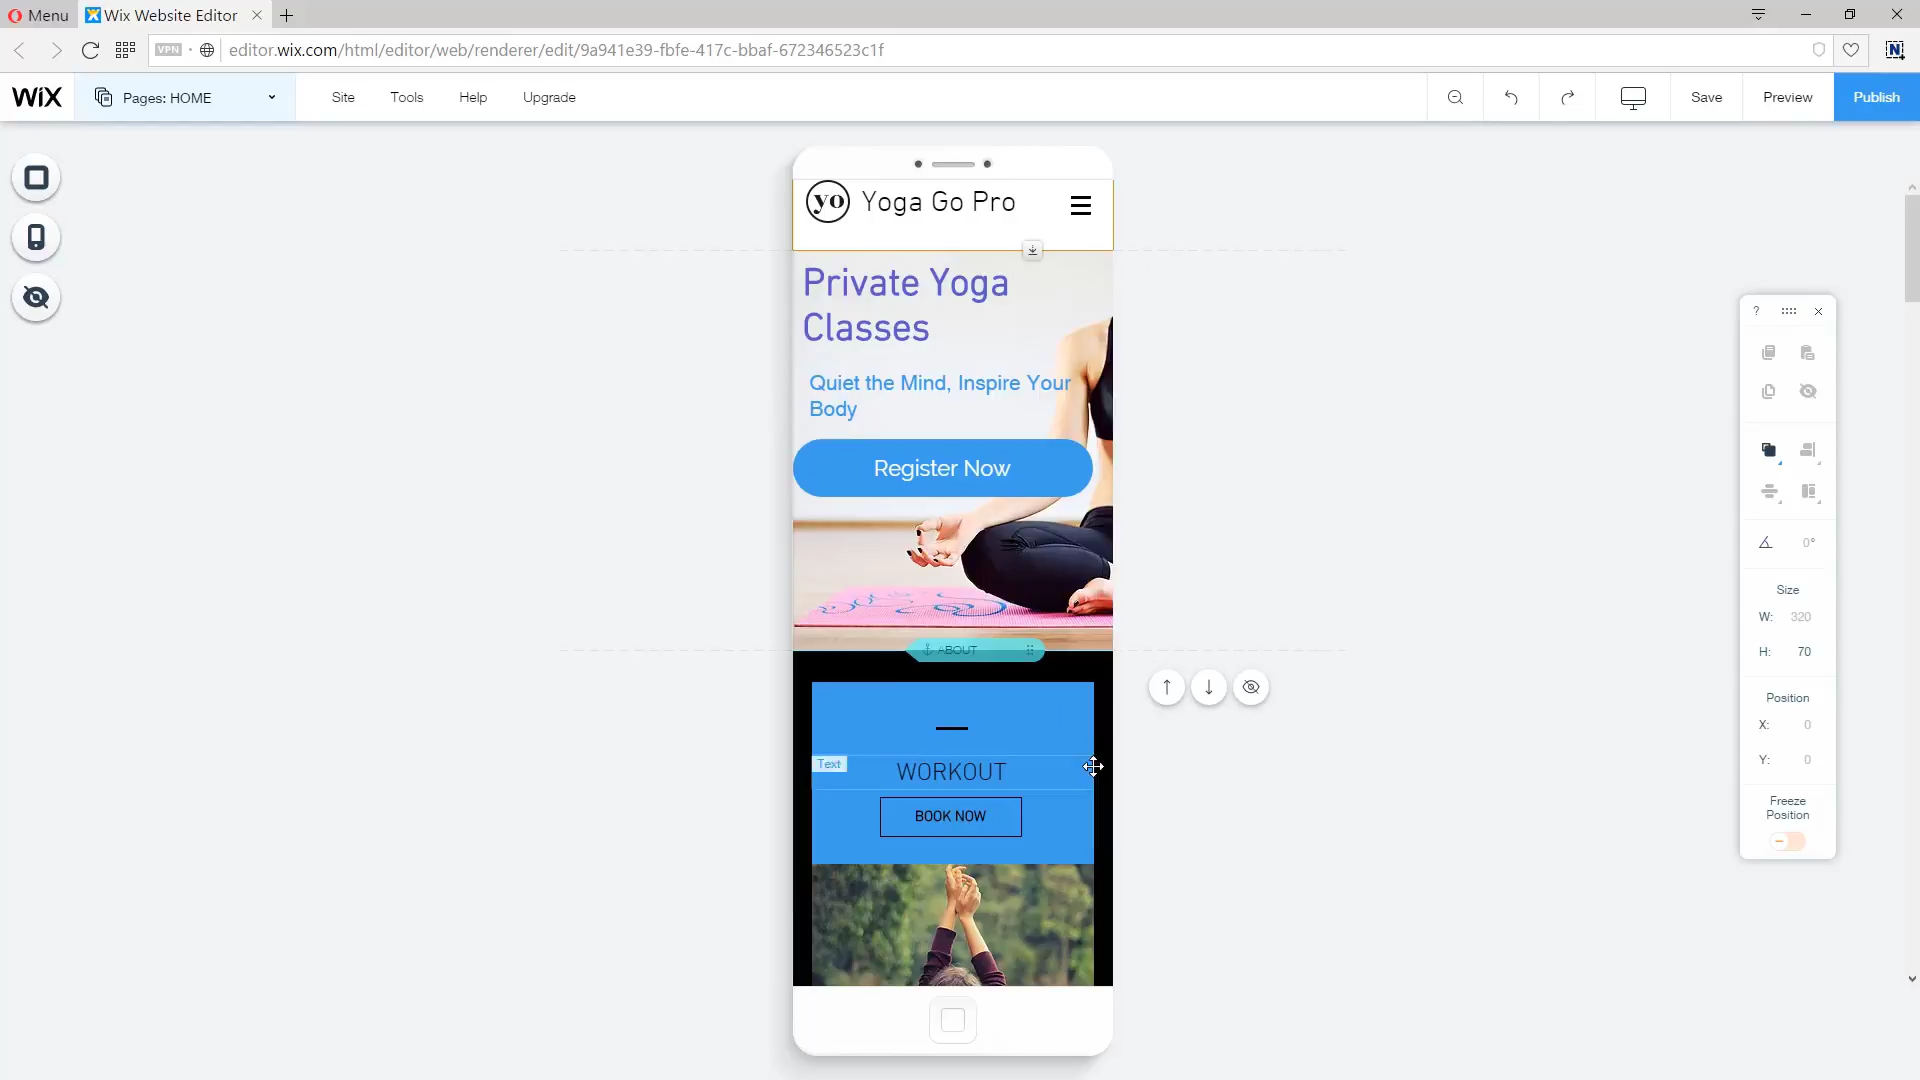 Menu
Wix Website Editor
VPN
editor.wix.com/html/editor/web/renderer/edit/9a941e39-fbfe-417c-bbaf-672346523c1f
N
WiX
Pages: HOME
Site
Tools
Help
Upgrade
Save
Preview
Publish
yo
Yoga Go Pro
Private Yoga
Classes
Quiet the Mind, Inspire Your
Body
Register Now
ABOUT
Text
WORKOUT
BOOK NOW
?
0°
Size
W: 320
H: 70
Position
X: 0
Y: 0
Freeze
Position